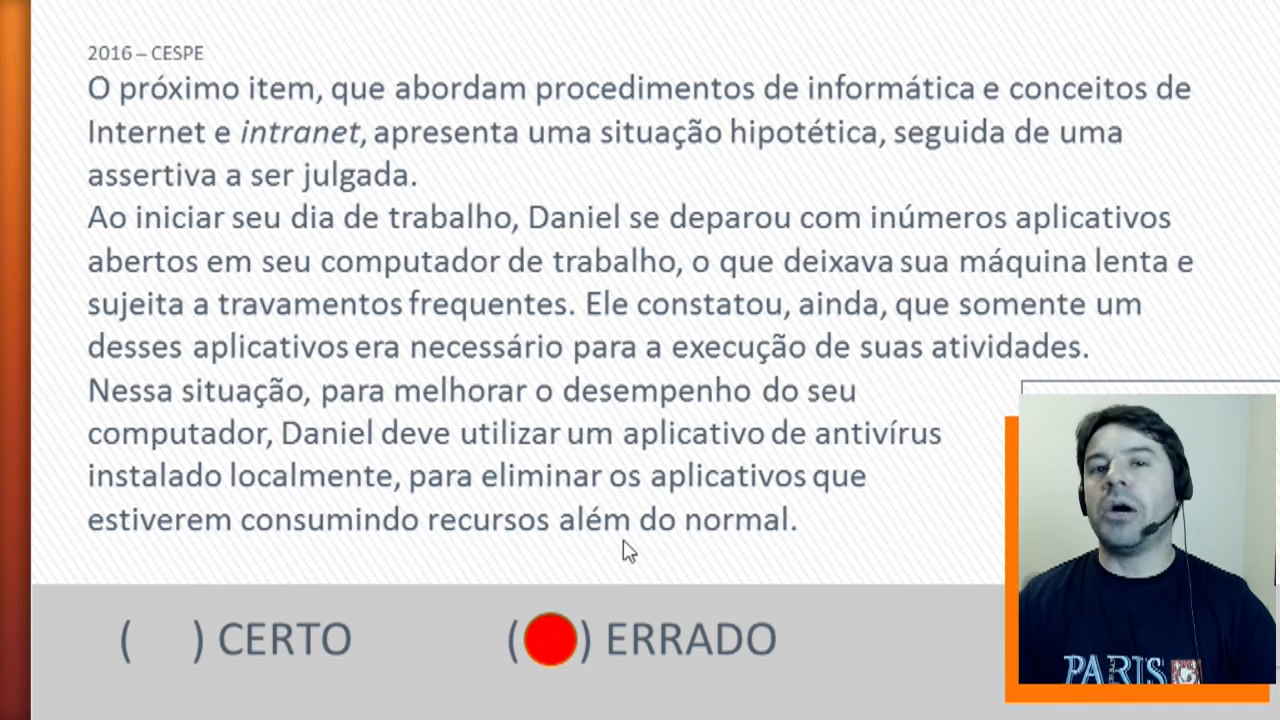 2016 – CESPE
O próximo item, que abordam procedimentos de informática e conceitos de
Internet e intranet, apresenta uma situação hipotética, seguida de uma
assertiva a ser julgada.
Ao iniciar seu dia de trabalho, Daniel se deparou com inúmeros aplicativos
abertos em seu computador de trabalho, o que deixava sua máquina lenta e
sujeita a travamentos frequentes. Ele constatou, ainda, que somente um
desses aplicativos era necessário para a execução de suas atividades.
Nessa situação, para melhorar o desempenho do seu
computador, Daniel deve utilizar um aplicativo de antivírus
instalado localmente, para eliminar os aplicativos que
estiverem consumindo recursos além do normal.
( ) CERTO ( ) ERRADO
PARIS